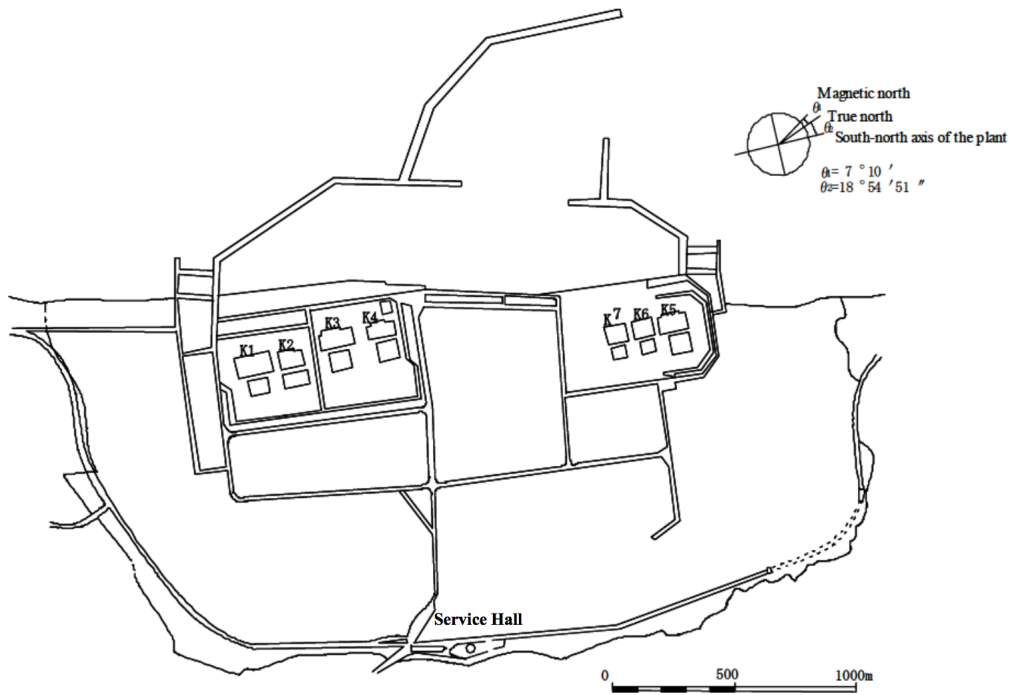 Magnetic north
θ1
True north
θ2
South-north axis of the plant
θ1= 7 ° 10 ′
θ2=18 ° 54 ′ 51 ″
K1
K2
K3
K4
K7
K6
K5
Service Hall
0
500
1000m